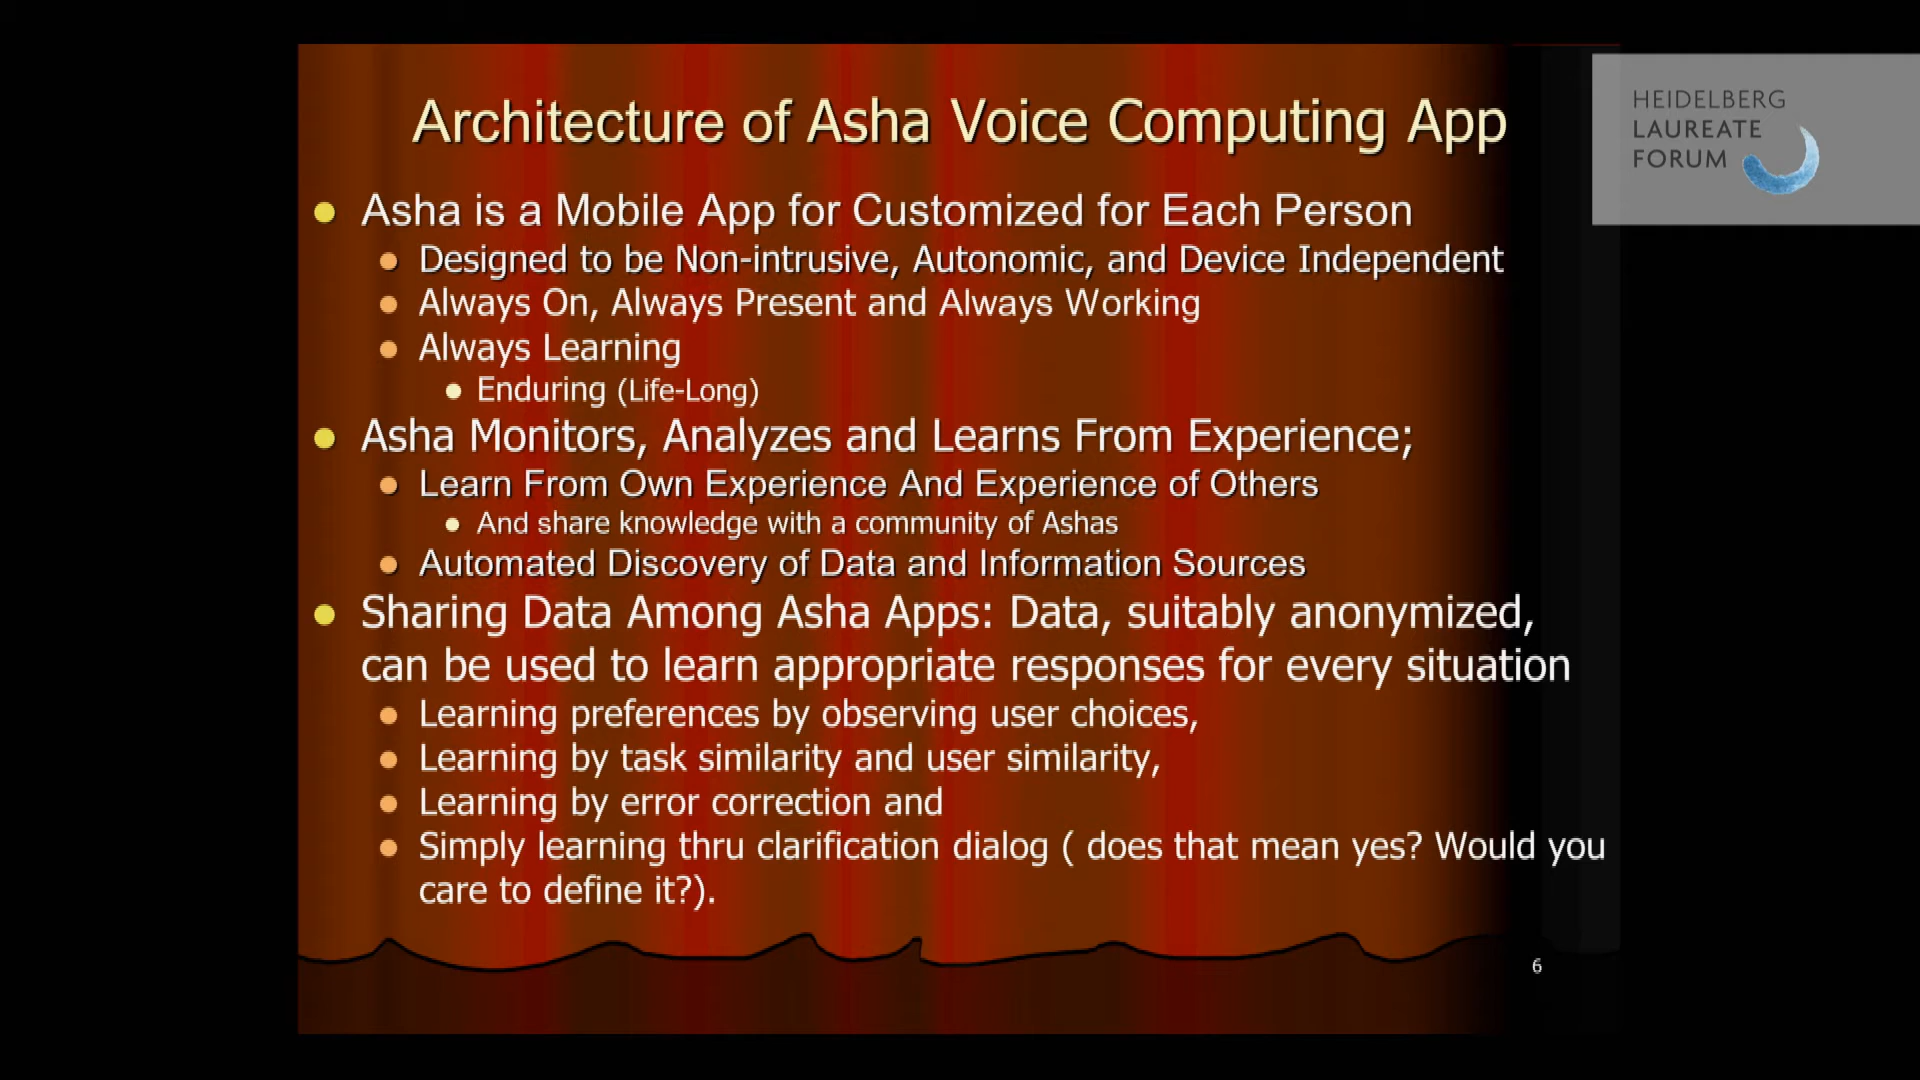 Architecture of Asha Voice Computing App
HEIDELBERG
LAUREATE
FORUM
Asha is a Mobile App for Customized for Each Person
Designed to be Non-intrusive, Autonomic, and Device Independent
Always On, Always Present and Always Working
Always Learning
Enduring (Life-Long)
Asha Monitors, Analyzes and Learns From Experience;
Learn From Own Experience And Experience of Others
And share knowledge with a community of Ashas
Automated Discovery of Data and Information Sources
Sharing Data Among Asha Apps: Data, suitably anonymized,
can be used to learn appropriate responses for every situation
Learning preferences by observing user choices,
Learning by task similarity and user similarity,
Learning by error correction and
Simply learning thru clarification dialog ( does that mean yes? Would you
care to define it?).
6